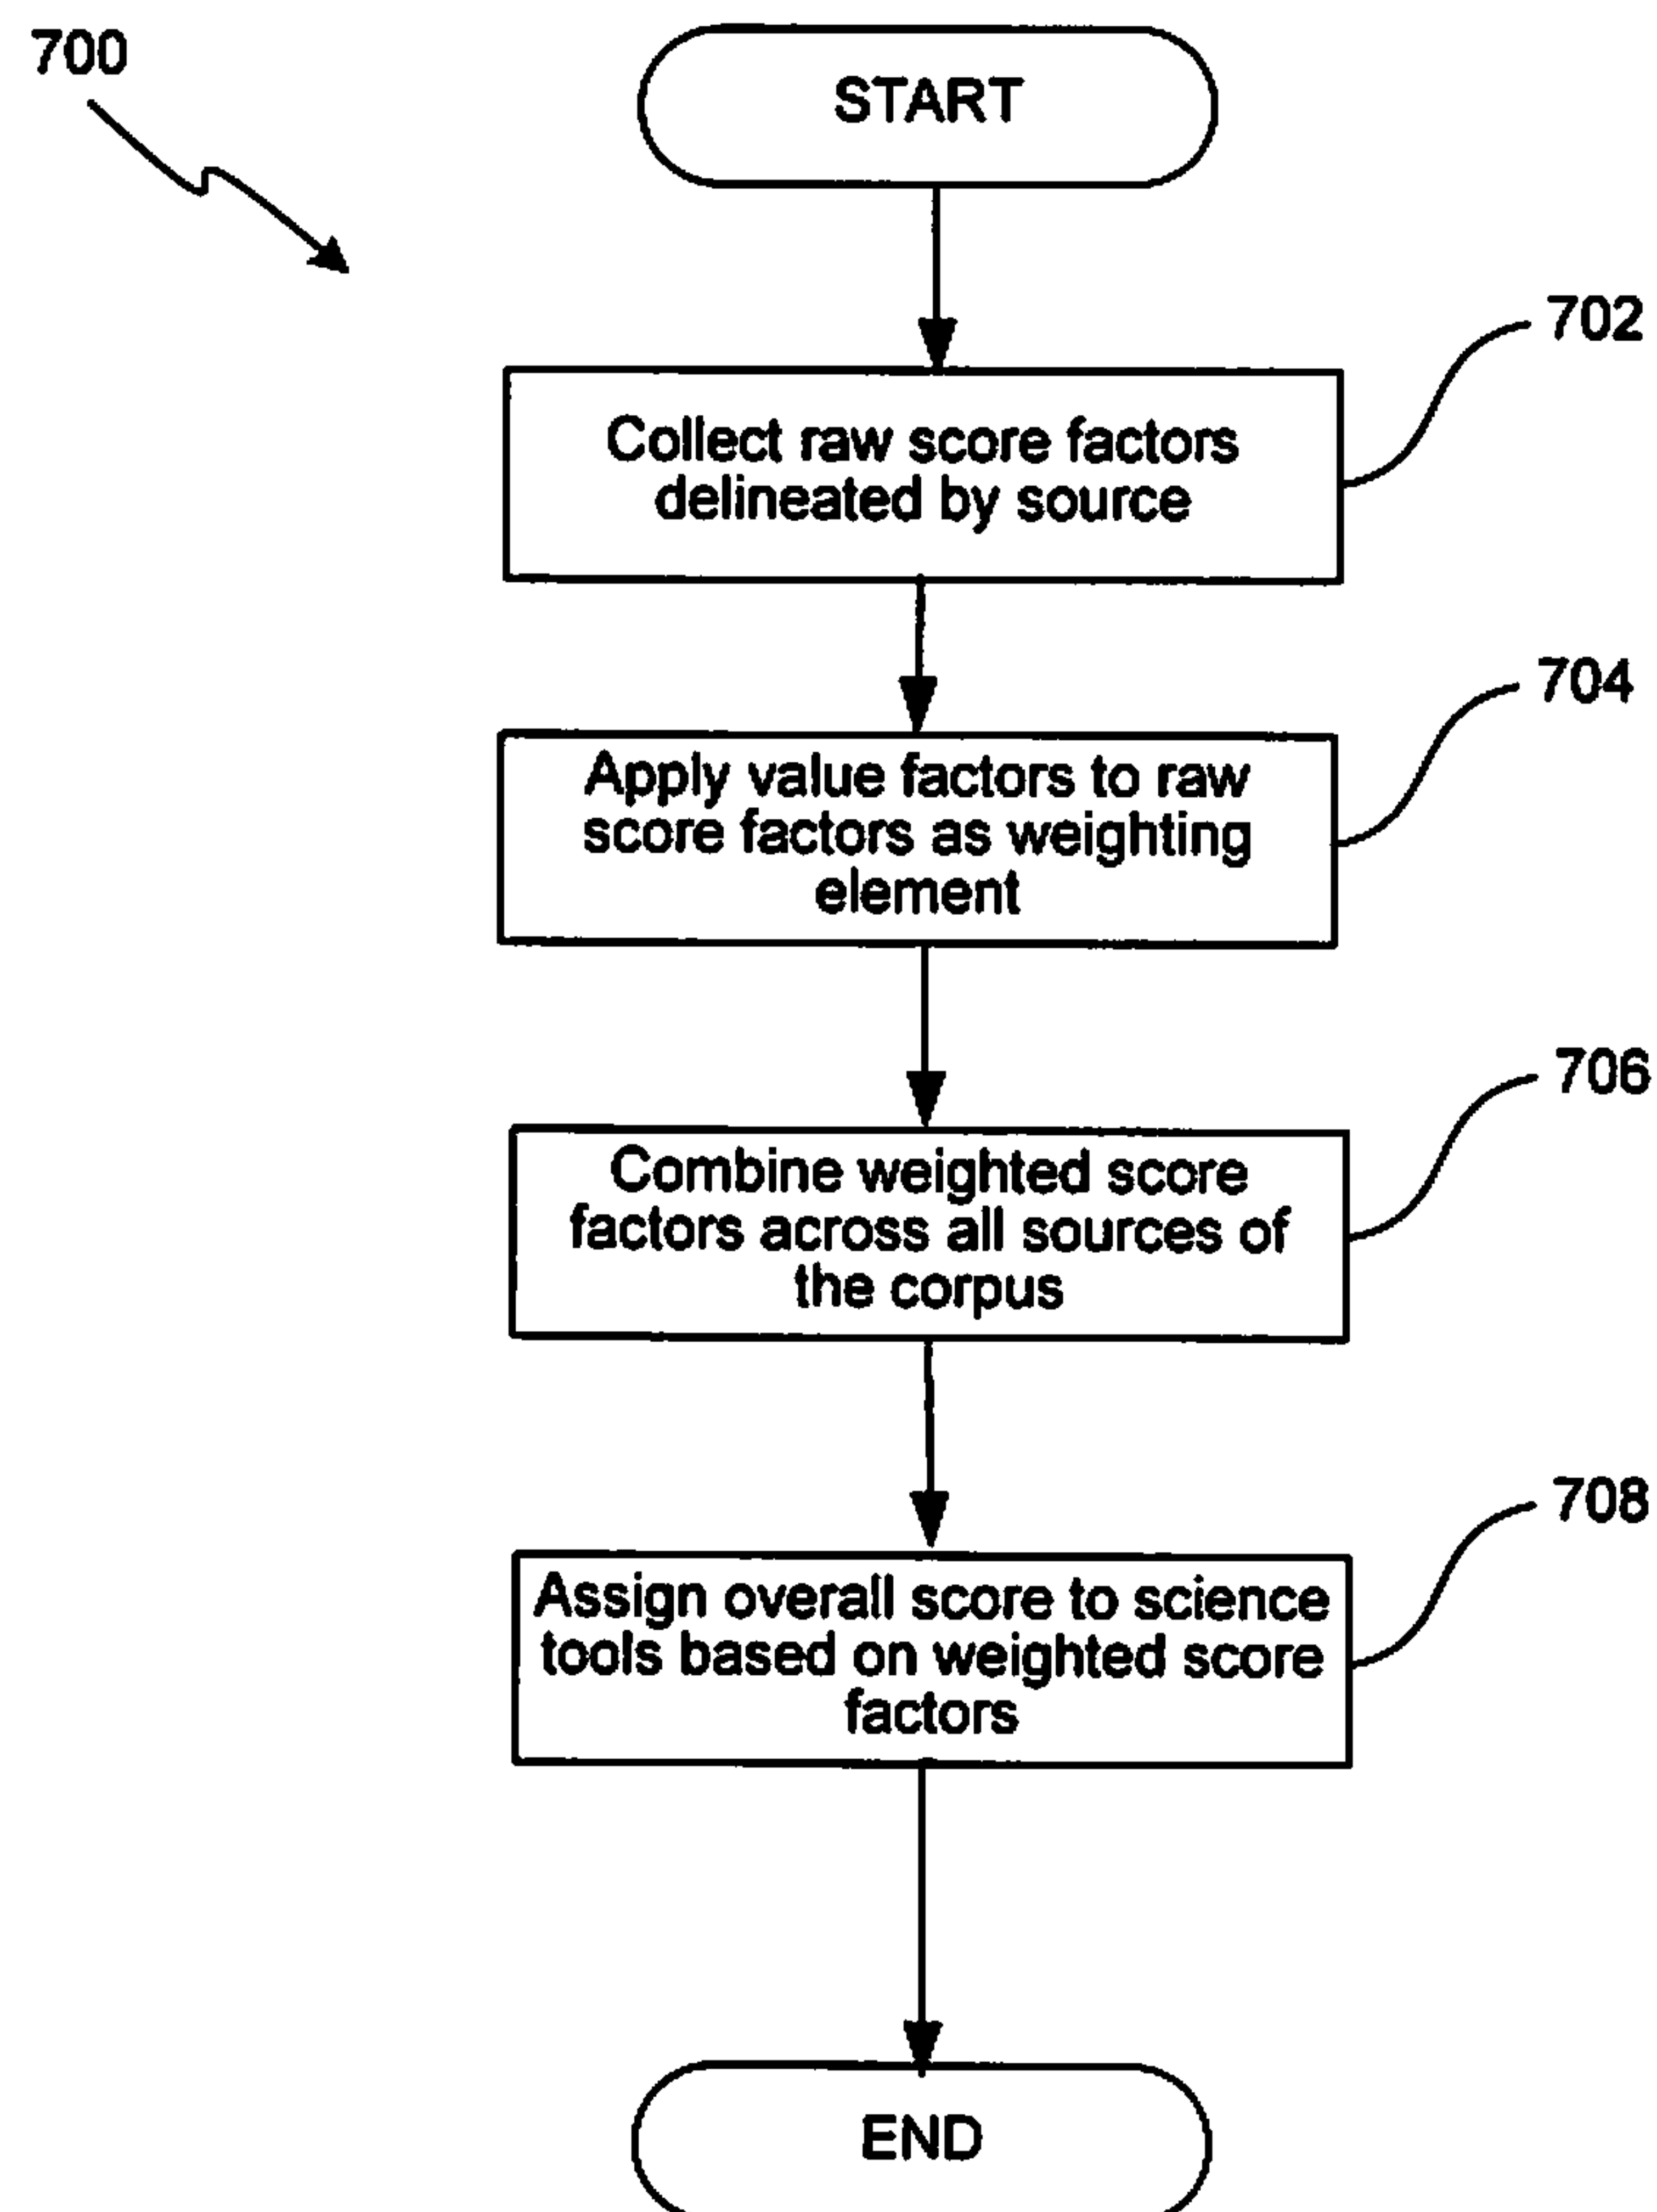 700
START
702
Collect raw score factors
delineated by source
704
Apply value factors to raw
score factors as weighting
element
706
Combine weighted score
factors across all sources of
the corpus
708
Assign overall score to science
tools based on weighted score
factors
END